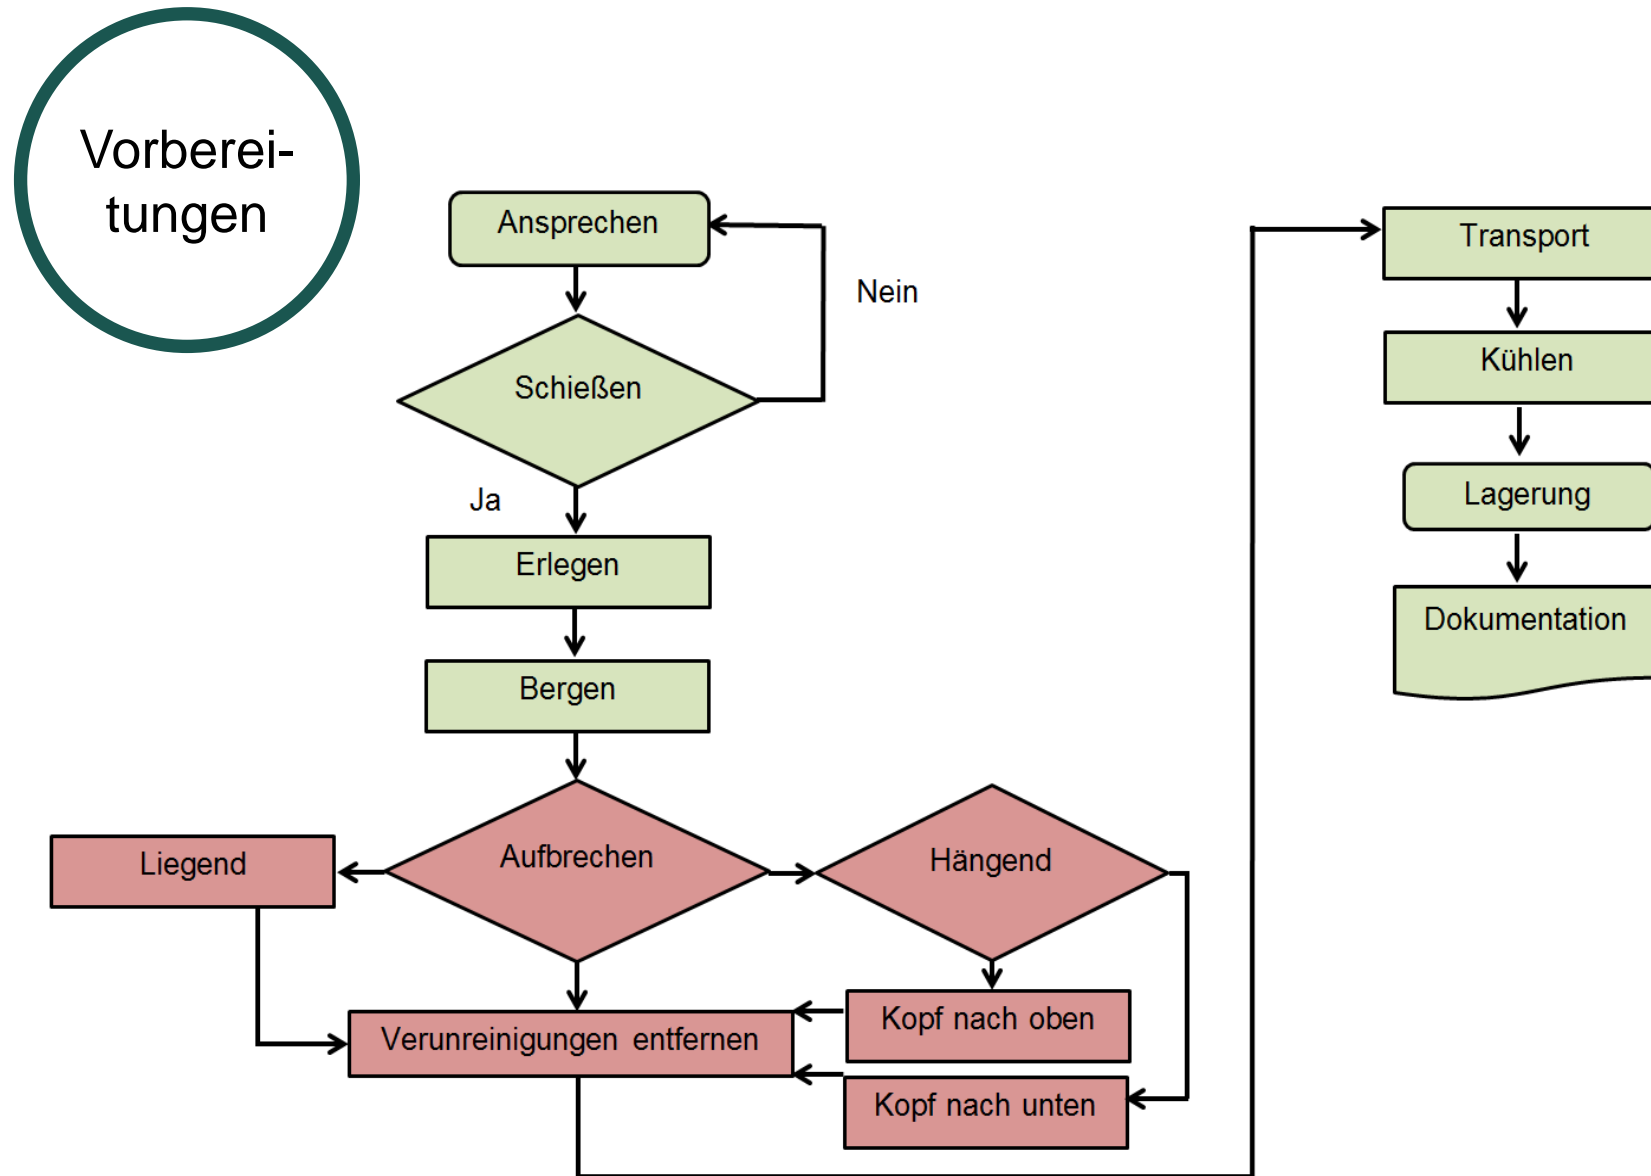 Vorberei-
tungen
Ansprechen
Nein
Schießen
Ja
Erlegen
Bergen
Aufbrechen
Hängend
Liegend
Kopf nach oben
Verunreinigungen entfernen
Kopf nach unten
Transport
Kühlen
Lagerung
Dokumentation